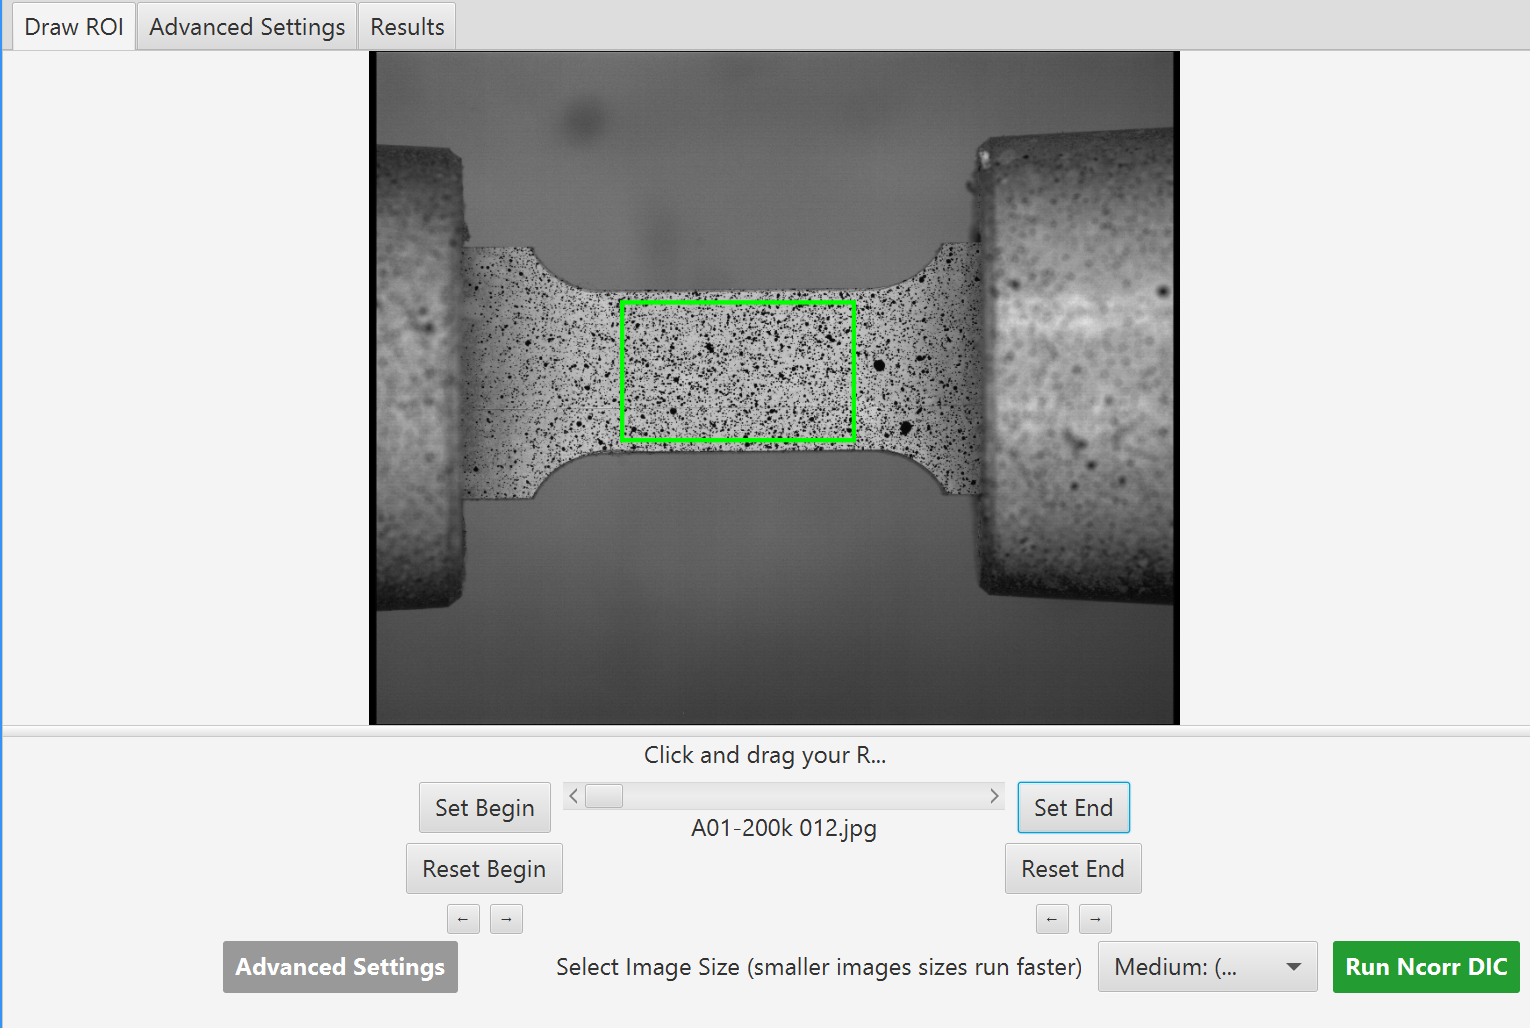 Draw ROI
Advanced Settings
Results
Click and drag your R...
Set Begin
A01-200k 012.jpg
Set End
Reset Begin
Reset End
← →
← →
Advanced Settings
Select Image Size (smaller images sizes run faster)
Medium: (...
Run Ncorr DIC